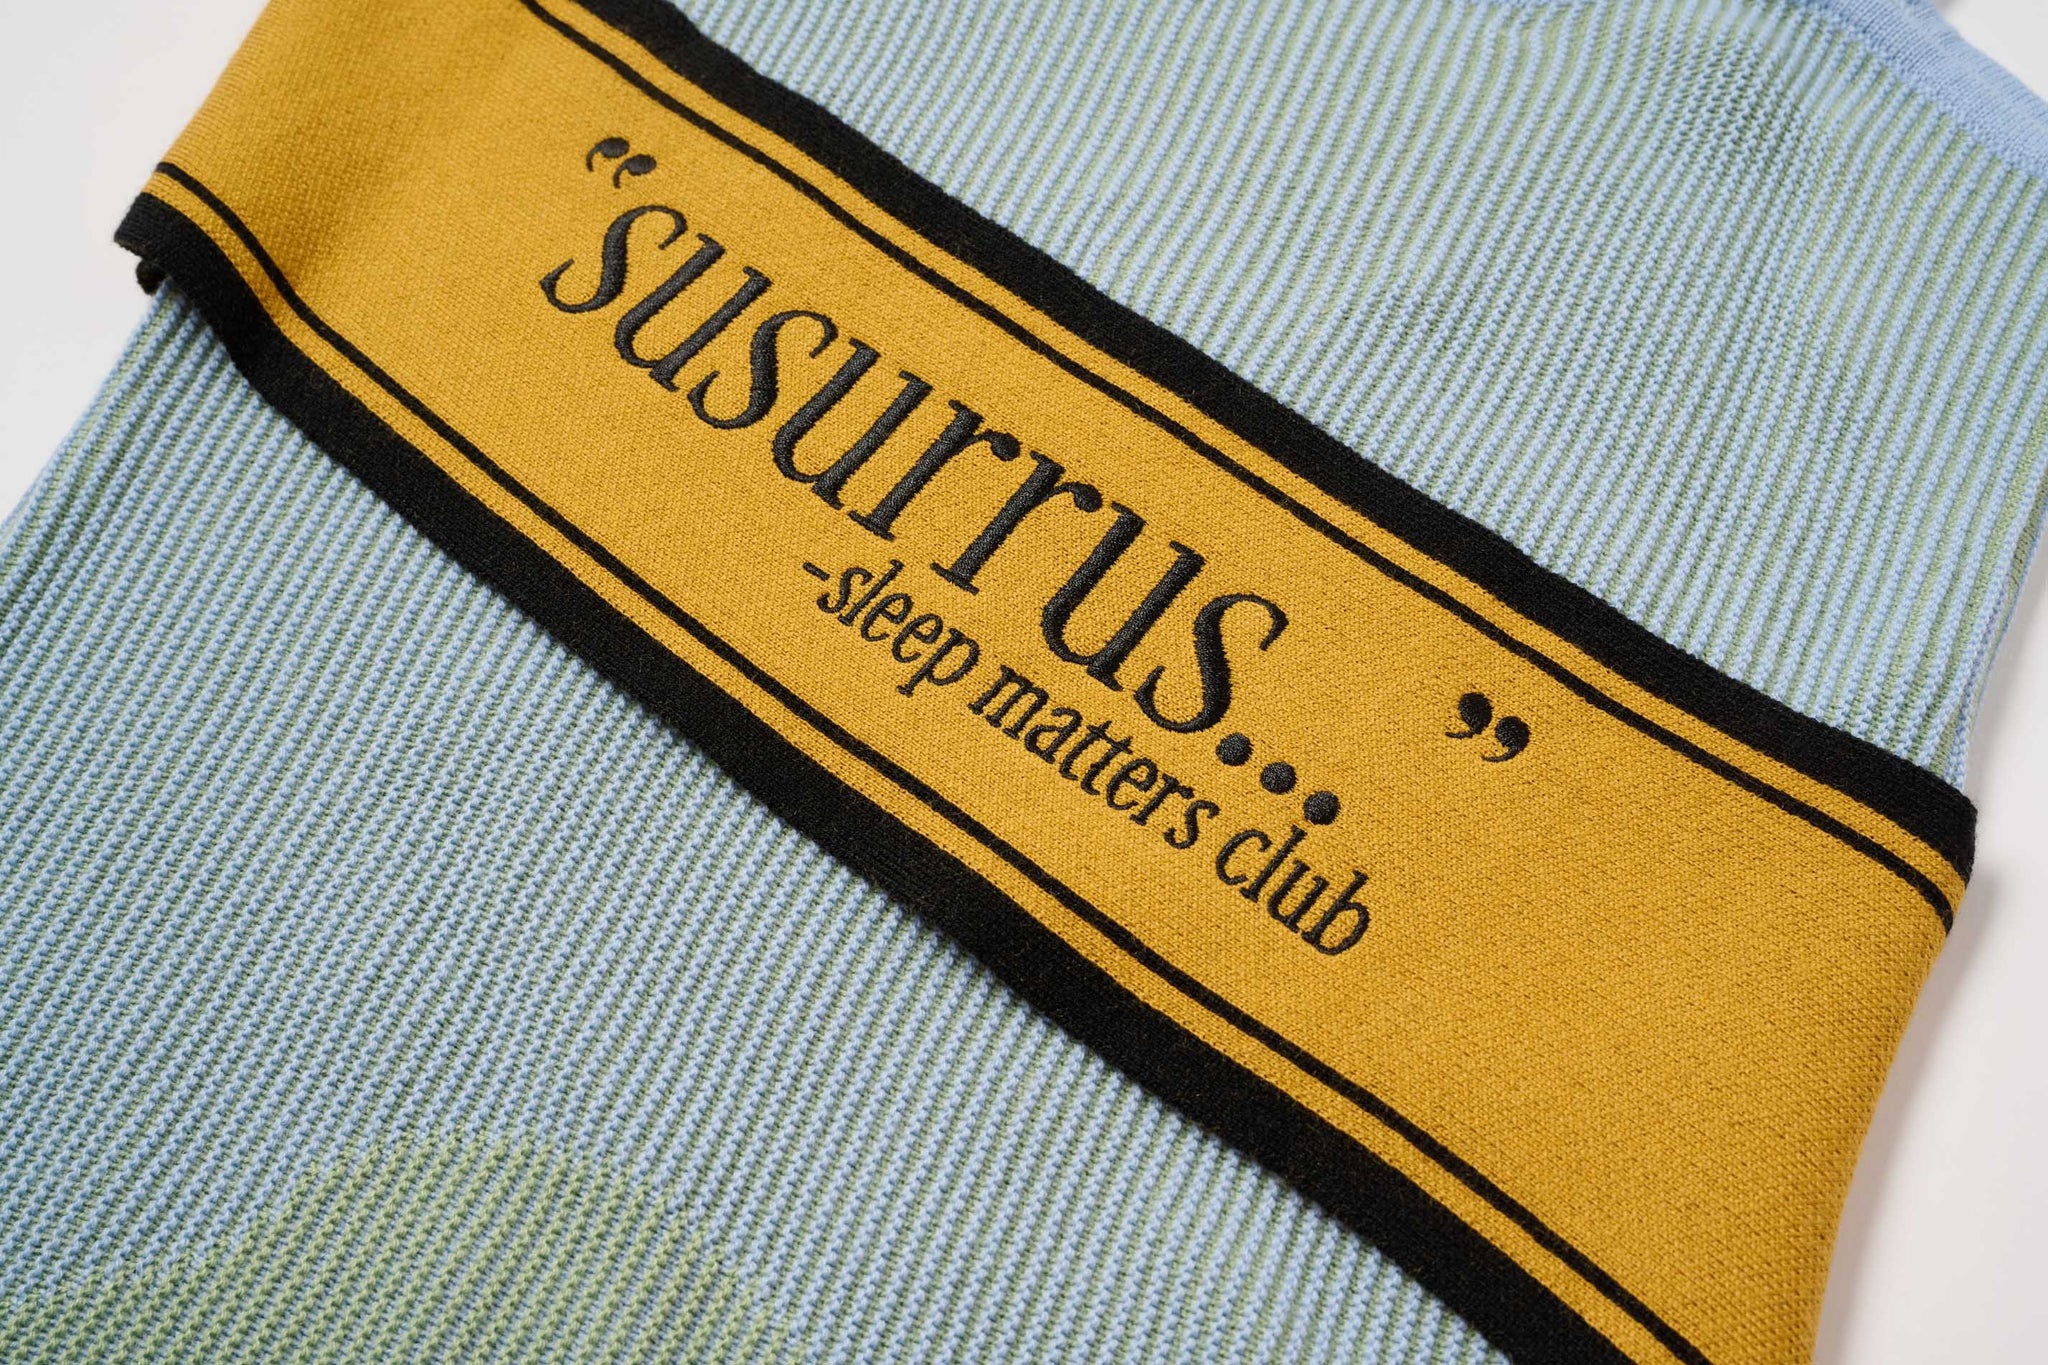 “susurrus... ”
-sleep matters club